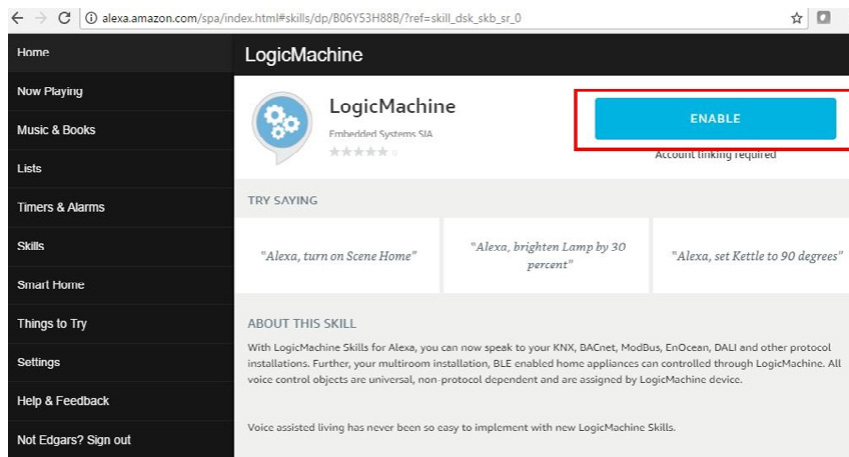 alexa.amazon.com/spa/index.html#skills/dp/B06Y53H88B/?ref=skill_dsk_skb_sr_0
Home
Now Playing
Music & Books
Lists
Timers & Alarms
Skills
Smart Home
Things to Try
Settings
Help & Feedback
Not Edgars? Sign out
LogicMachine
LogicMachine
Embedded Systems SIA
ENABLE
Account linking required
TRY SAYING
"Alexa, turn on Scene Home"
"Alexa, brighten Lamp by 30
percent"
"Alexa, set Kettle to 90 degrees"
ABOUT THIS SKILL
With LogicMachine Skills for Alexa, you can now speak to your KNX, BACnet, ModBus, EnOcean, DALI and other protocol
installations. Further, your multiroom installation, BLE enabled home appliances can controlled through LogicMachine. All
voice control objects are universal, non-protocol dependent and are assigned by LogicMachine device.
Voice assisted living has never been so easy to implement with new LogicMachine Skills.